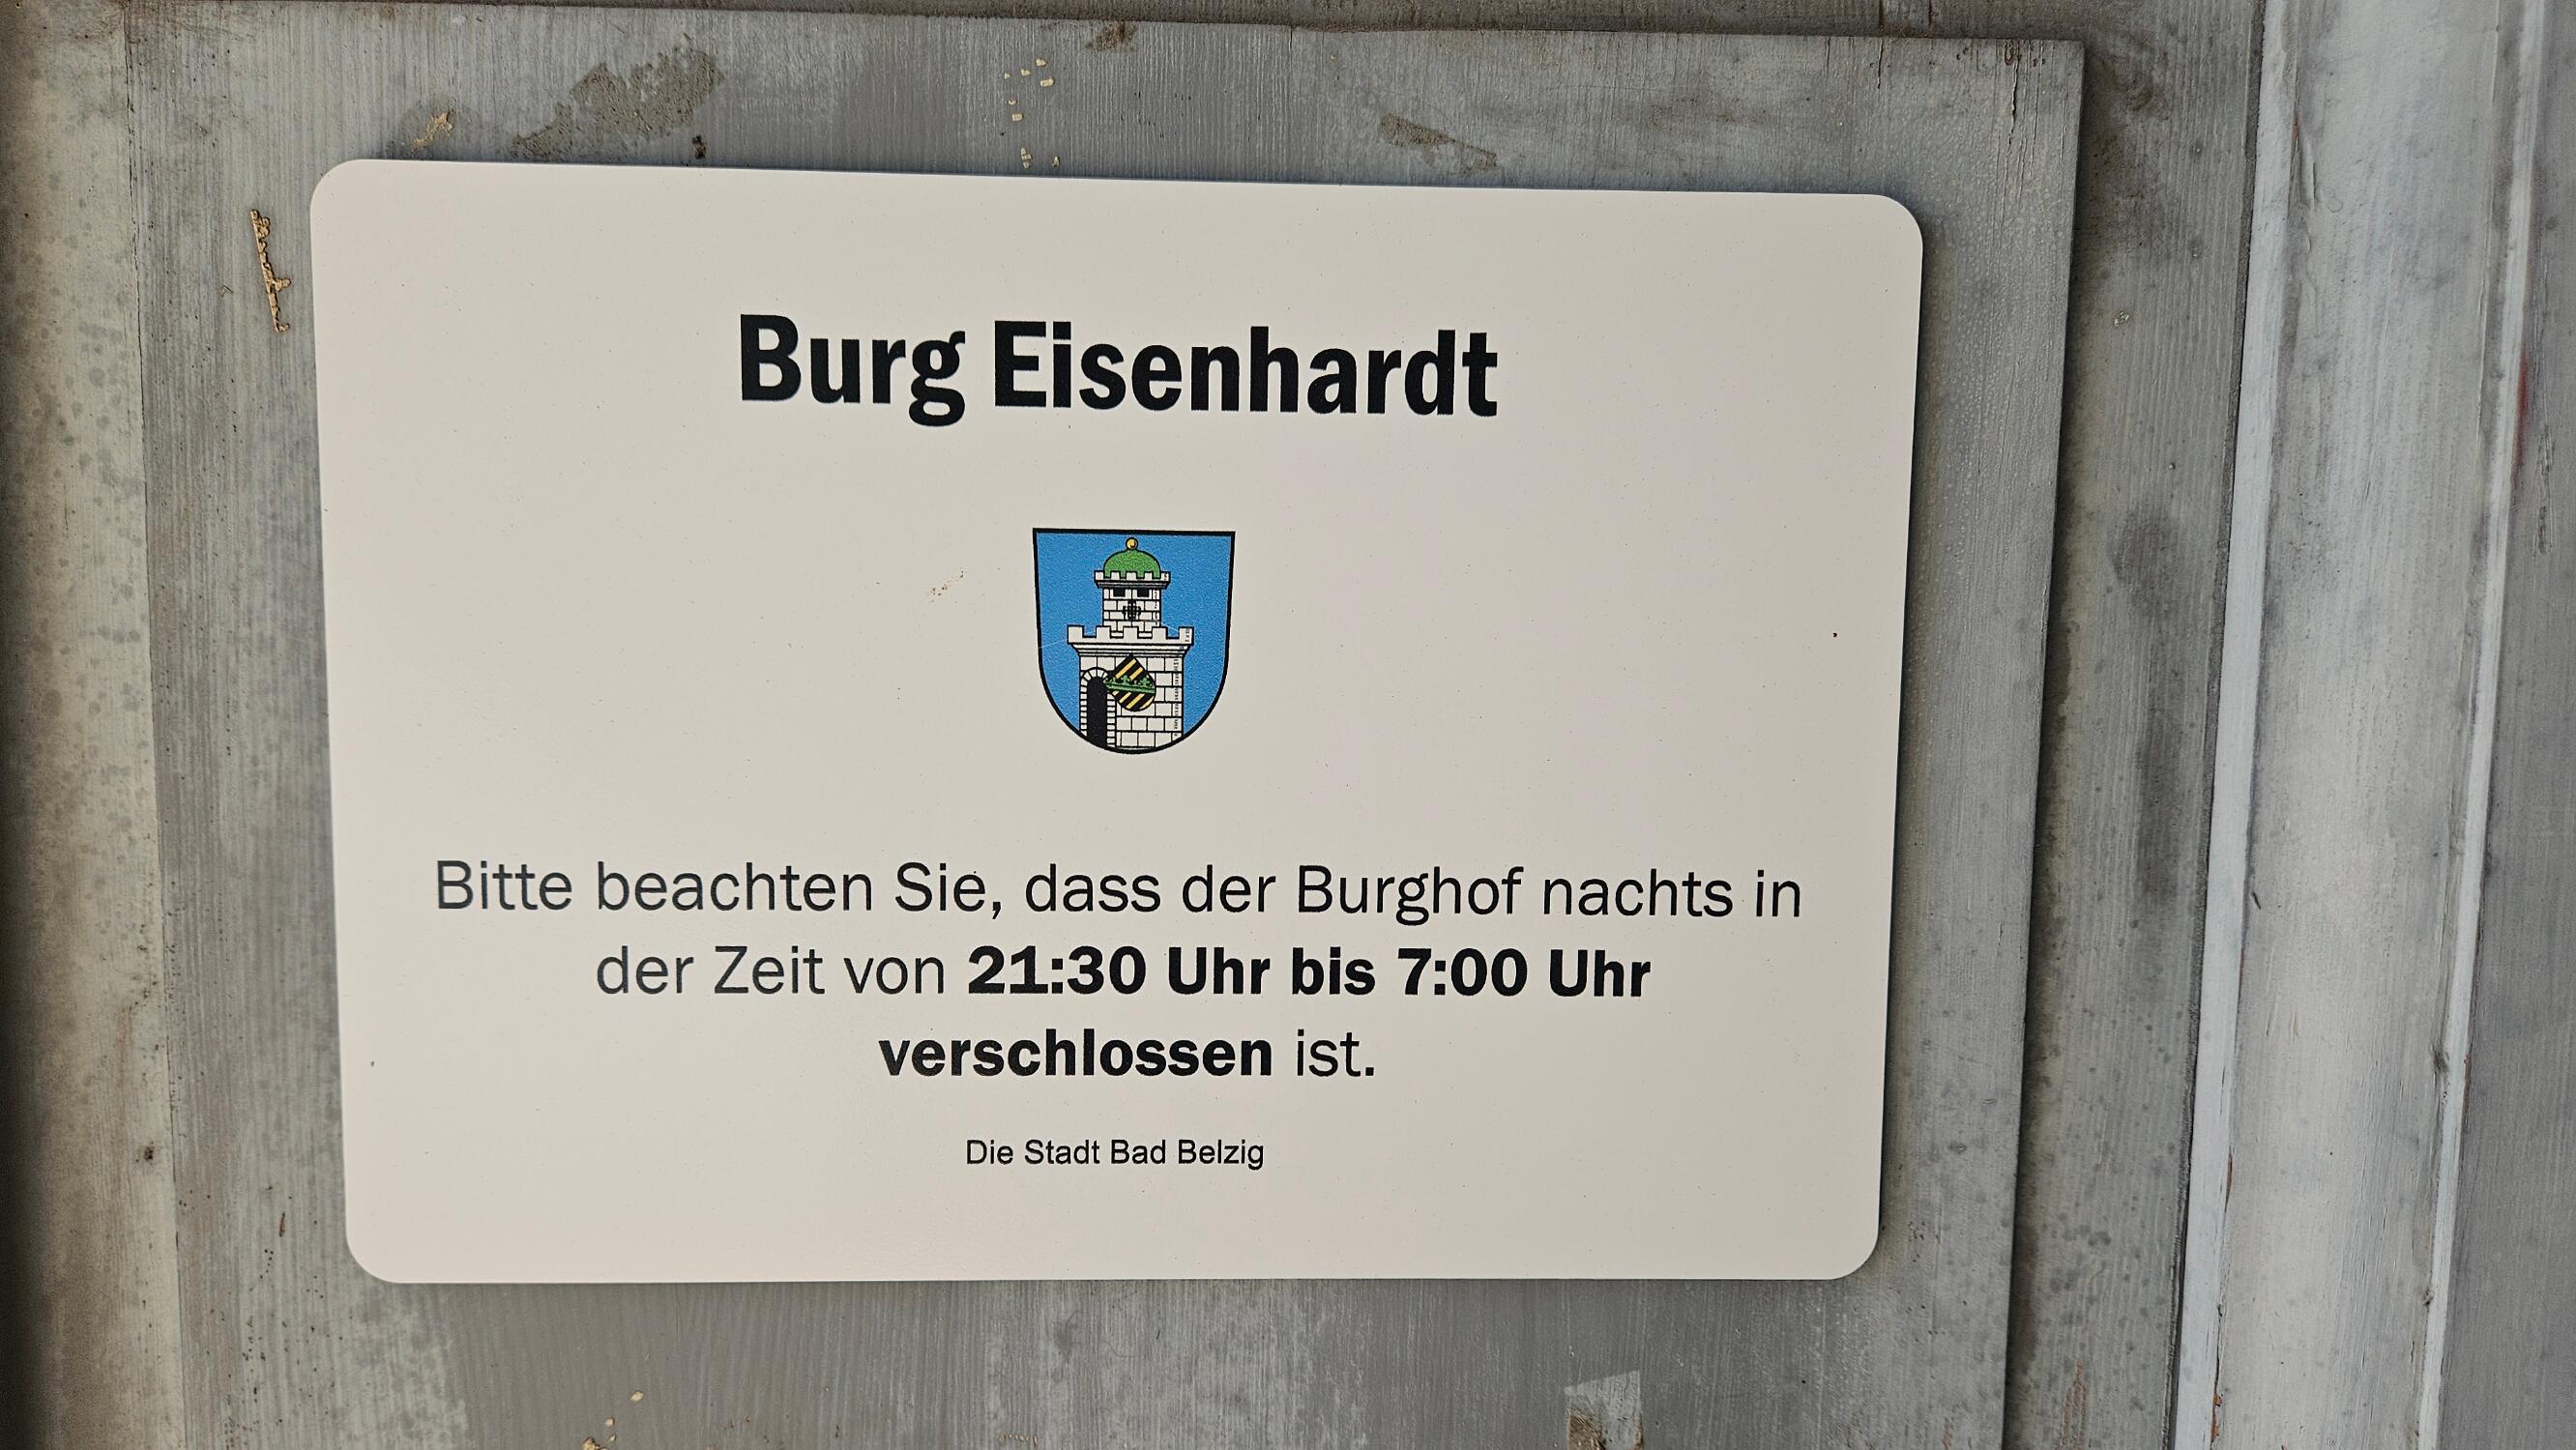 Burg Eisenhardt
Bitte beachten Sie, dass der Burghof nachts in
der Zeit von 21:30 Uhr bis 7:00 Uhr
verschlossen ist.
Die Stadt Bad Belzig